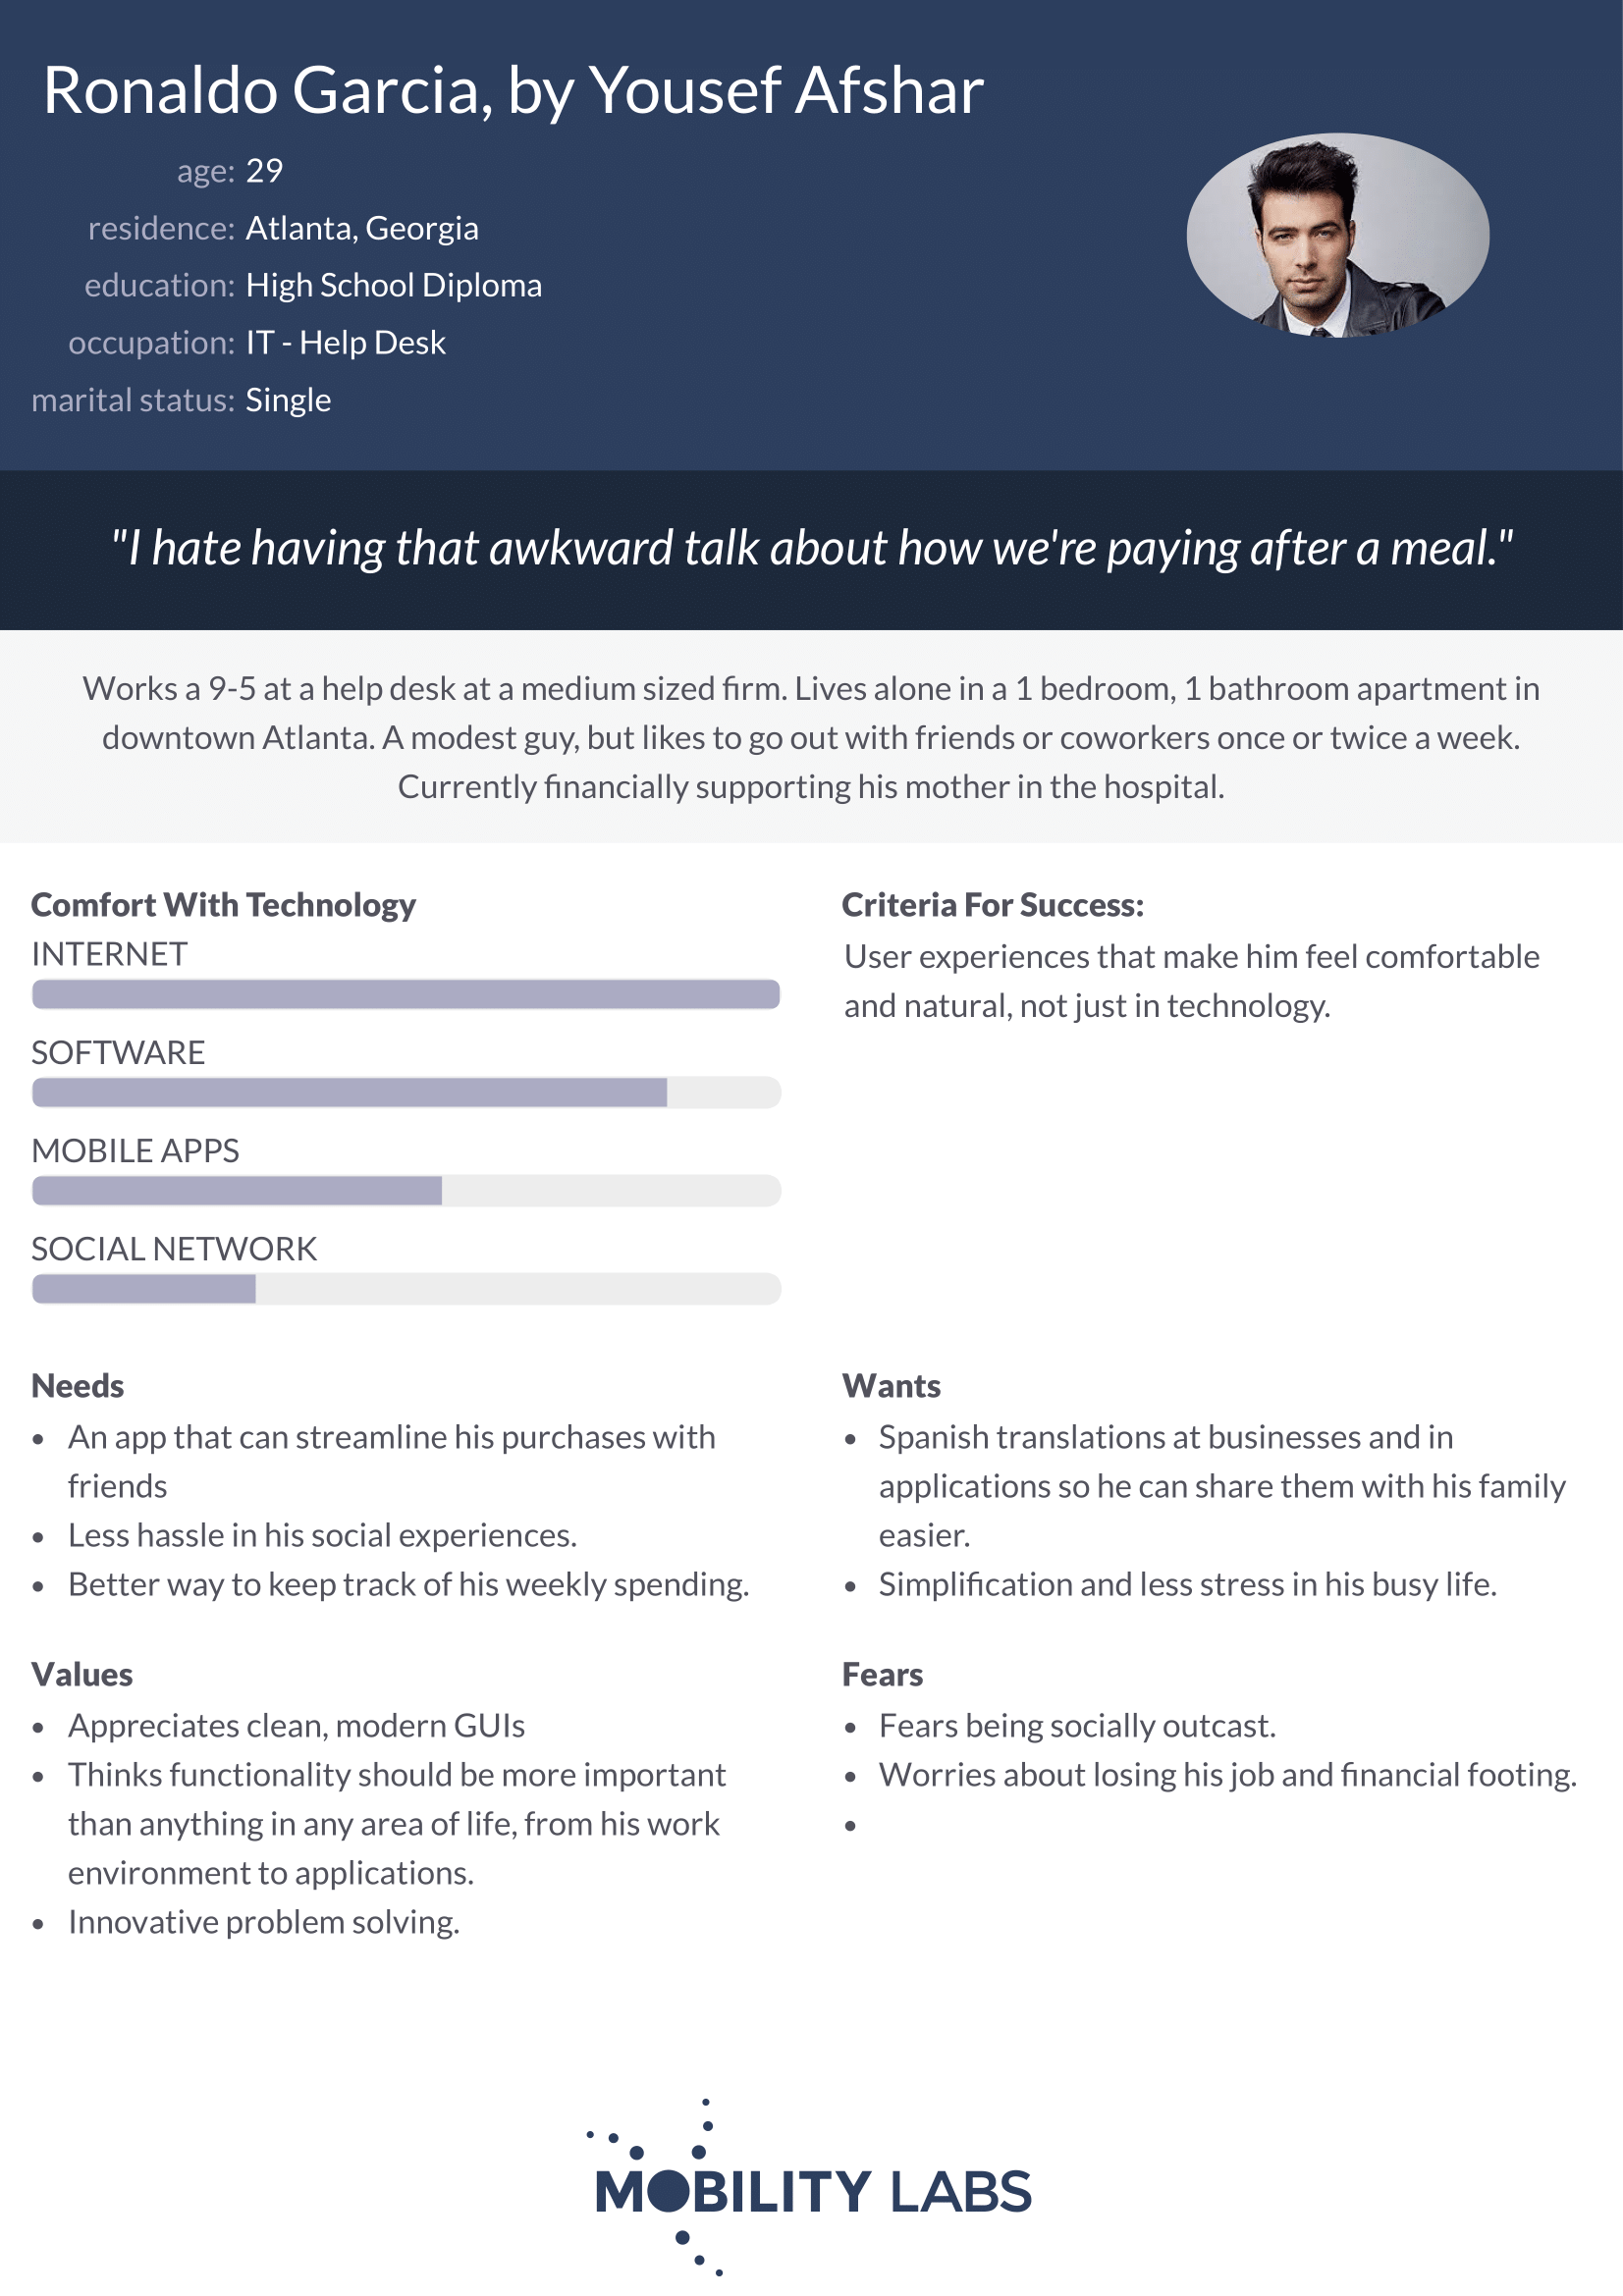 Ronaldo Garcia, by Yousef Afshar
age: 29
residence: Atlanta, Georgia
education: High School Diploma
occupation: IT - Help Desk
marital status: Single
"I hate having that awkward talk about how we're paying after a meal."
Works a 9-5 at a help desk at a medium sized firm. Lives alone in a 1 bedroom, 1 bathroom apartment in
downtown Atlanta. A modest guy, but likes to go out with friends or coworkers once or twice a week.
Currently financially supporting his mother in the hospital.
Comfort With Technology
INTERNET
SOFTWARE
MOBILE APPS
SOCIAL NETWORK
Criteria For Success:
User experiences that make him feel comfortable
and natural, not just in technology.
Needs
• An app that can streamline his purchases with
friends
• Less hassle in his social experiences.
• Better way to keep track of his weekly spending.
Wants
• Spanish translations at businesses and in
applications so he can share them with his family
easier.
• Simplification and less stress in his busy life.
Values
• Appreciates clean, modern GUIs
• Thinks functionality should be more important
than anything in any area of life, from his work
environment to applications.
• Innovative problem solving.
Fears
• Fears being socially outcast.
• Worries about losing his job and financial footing.
•
MOBILITY LABS